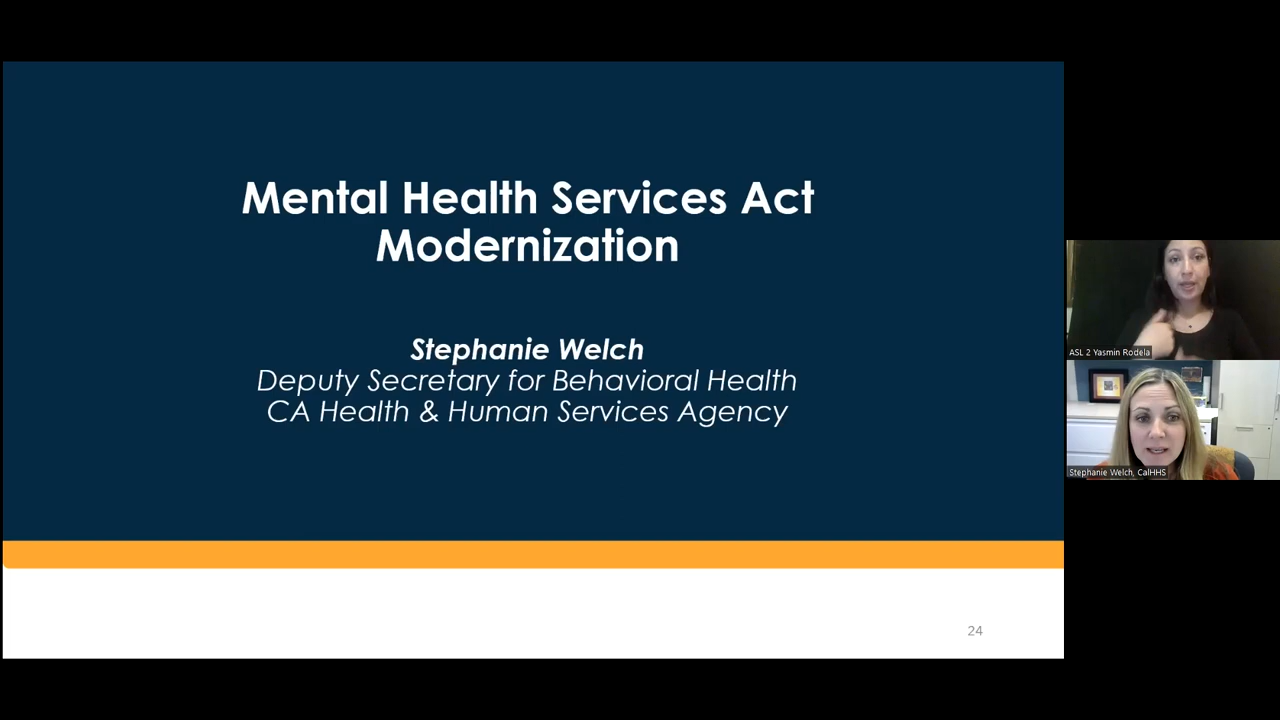 Mental Health Services Act
Modernization
Stephanie Welch
Deputy Secretary for Behavioral Health
CA Health & Human Services Agency
24
ASL 2 Yasmin Rodela
Stephanie Welch, CalHHS